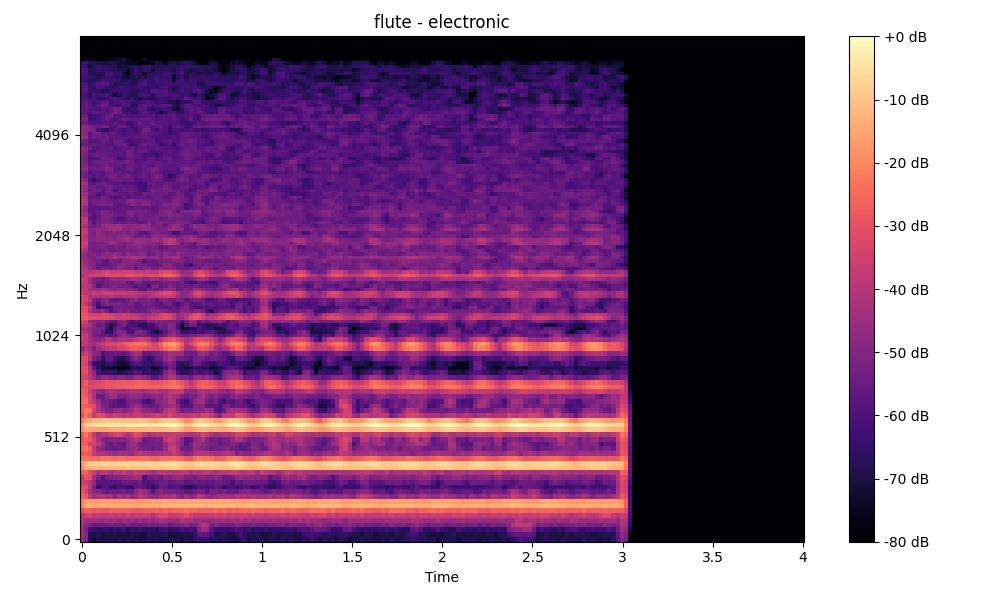 flute - electronic
Hz
4096
2048
1024
512
0
0
0.5
1
1.5
2
2.5
3
3.5
4
Time
+0 dB
-10 dB
-20 dB
-30 dB
-40 dB
-50 dB
-60 dB
-70 dB
-80 dB